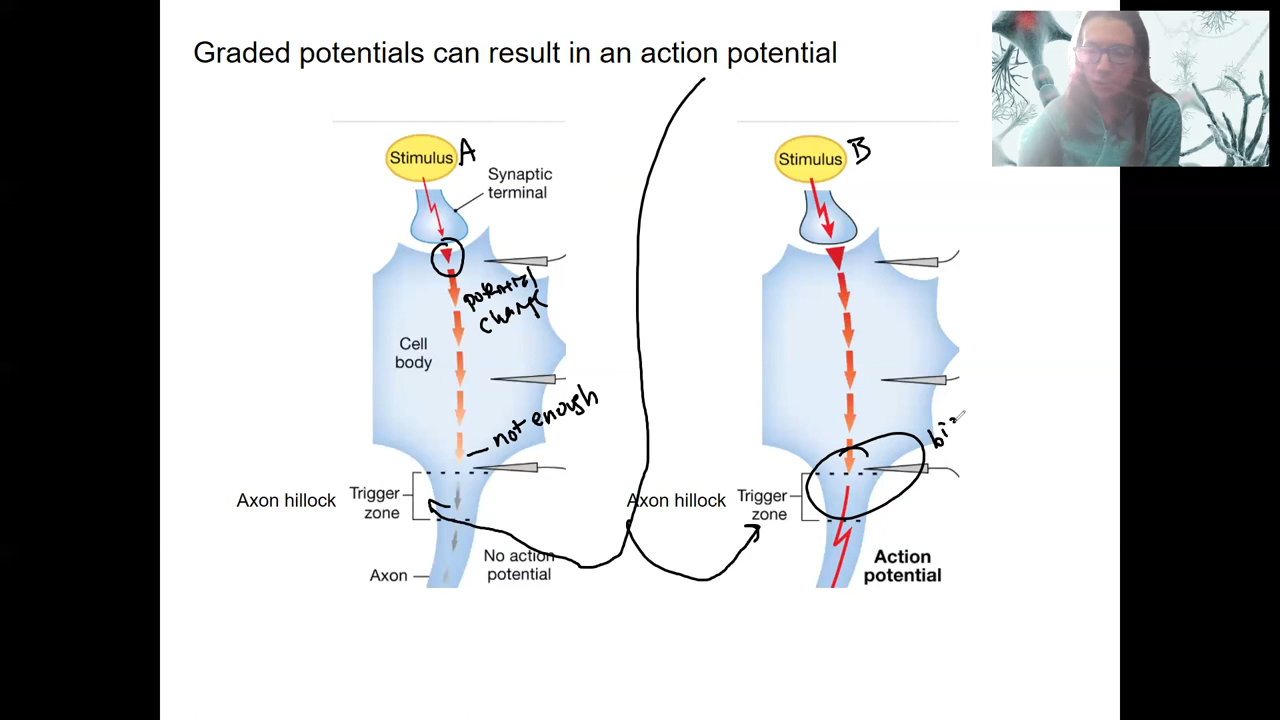 Graded potentials can result in an action potential
Stimulus A
Synaptic
terminal
potential
change
Cell
body
not enough
Axon hillock
Trigger
zone
No action
potential
Axon
Stimulus B
Axon hillock
Trigger
zone
Action
potential